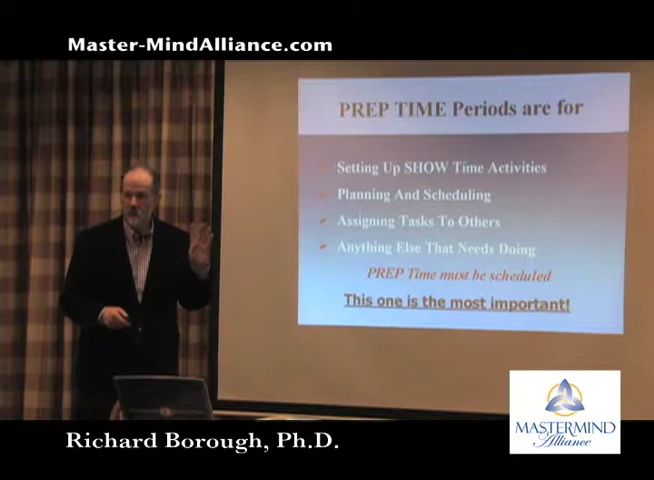 Master-MindAlliance.com
PREP TIME Periods are for
Setting Up SHOW Time Activities
Planning And Scheduling
Assigning Tasks To Others
Anything Else That Needs Doing
PREP Time must be scheduled
This one is the most important!
MASTERMIND
Alliance
Richard Borough, Ph.D.